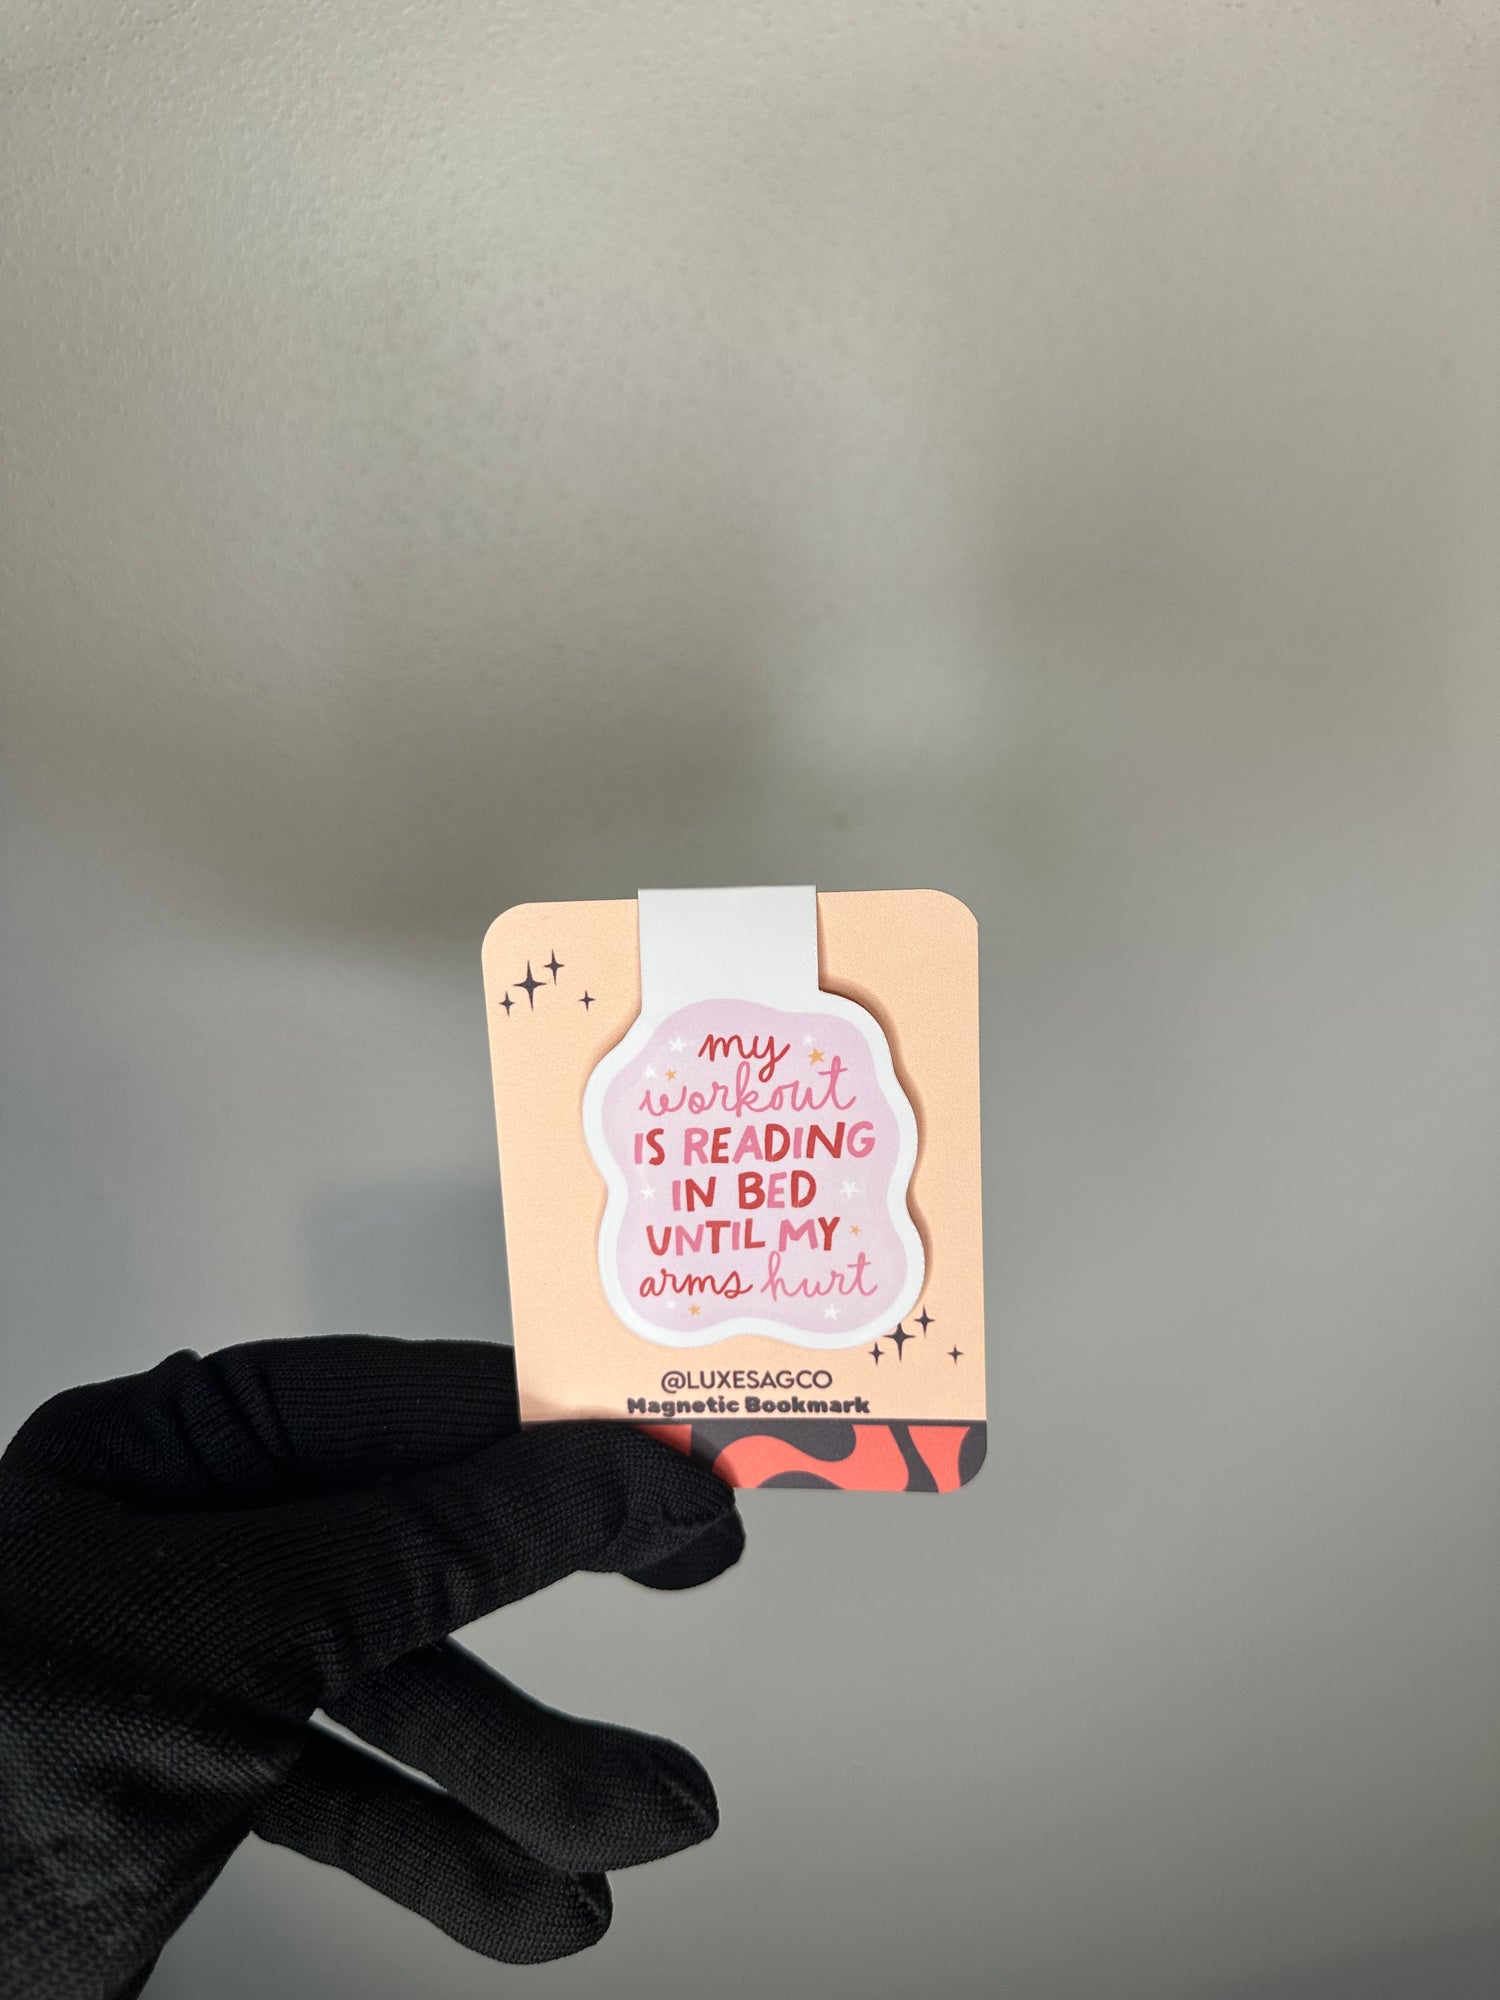 my
workout
IS READING
IN BED
UNTIL MY
arms hurt
@LUXESAGCO
Magnetic Bookmark